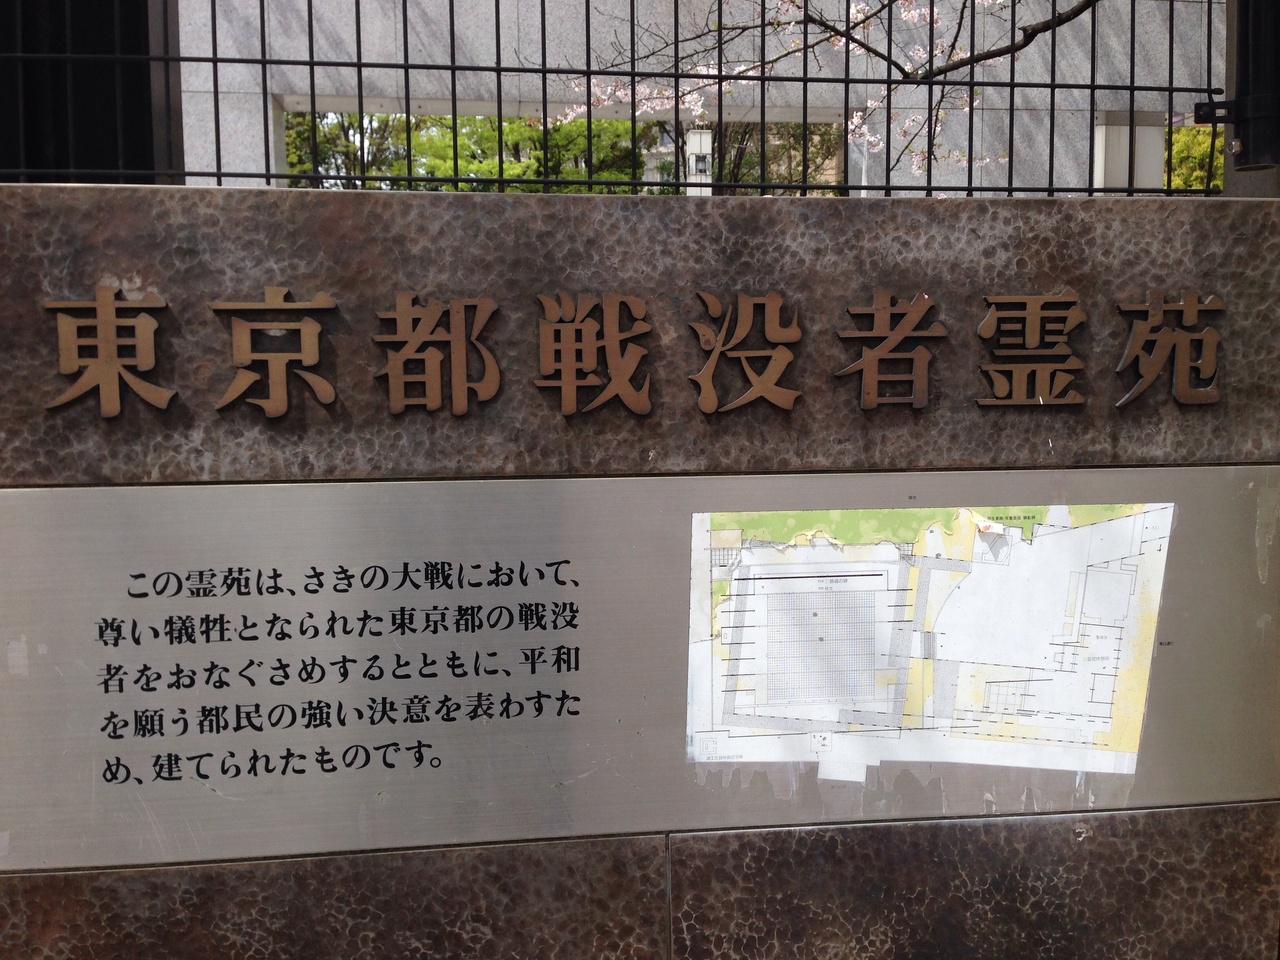 東京都戦没者霊苑
この霊苑は、さきの大戦において、
尊い犠牲となられた東京都の戦没
者をおなぐさめするとともに、平和
を願う都民の強い決意を表わすた
め、建てられたものです。